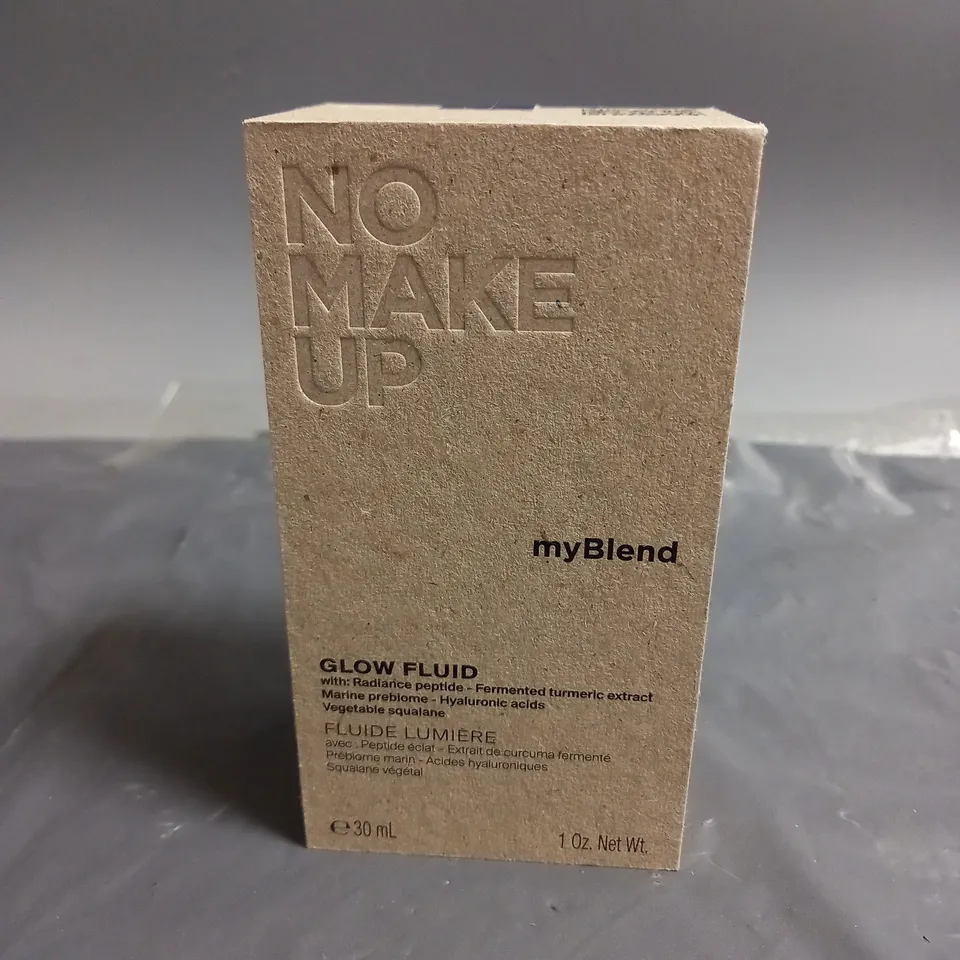 NO
MAKE
UP
myBlend
GLOW FLUID
with: Radiance peptide - Fermented turmeric extract
Marine prebiome - Hyaluronic acids
Vegetable squalane
FLUIDE LUMIÈRE
avec : Peptide éclat - Extrait de curcuma fermenté
Prébiome marin - Acides hyaluroniques
Squalane végétal
℮ 30 mL
1 Oz. Net Wt.